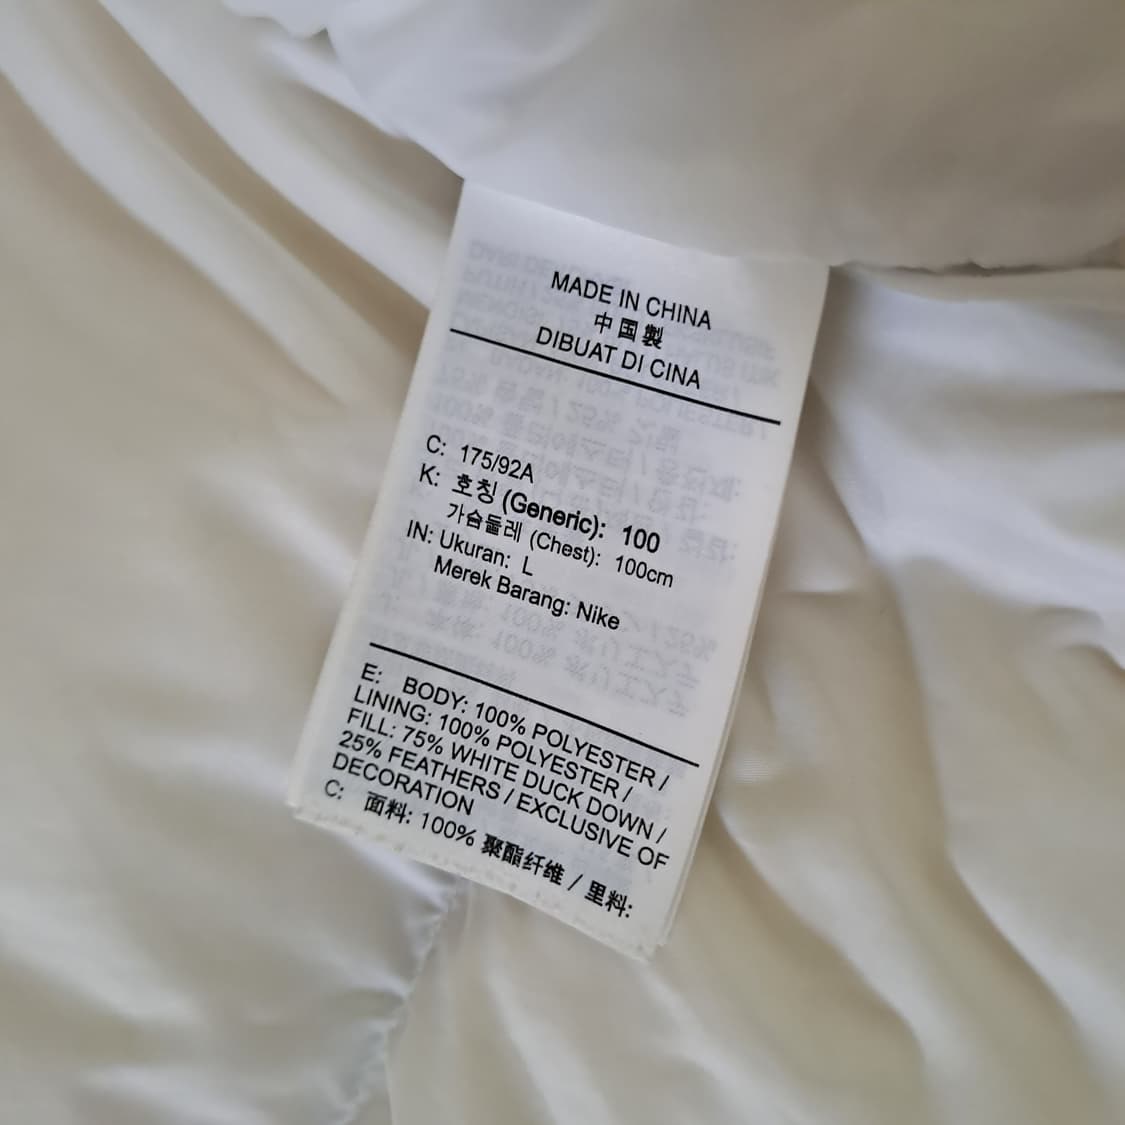 MADE IN CHINA
中国製
DIBUAT DI CINA
C: 175/92A
K: 호칭 (Generic): 100
가슴둘레 (Chest): 100cm
IN: Ukuran: L
Merek Barang: Nike
E: BODY: 100% POLYESTER /
LINING: 100% POLYESTER /
FILL: 75% WHITE DUCK DOWN /
25% FEATHERS / EXCLUSIVE OF
DECORATION
C: 面料: 100% 聚酯纤维 / 里料: